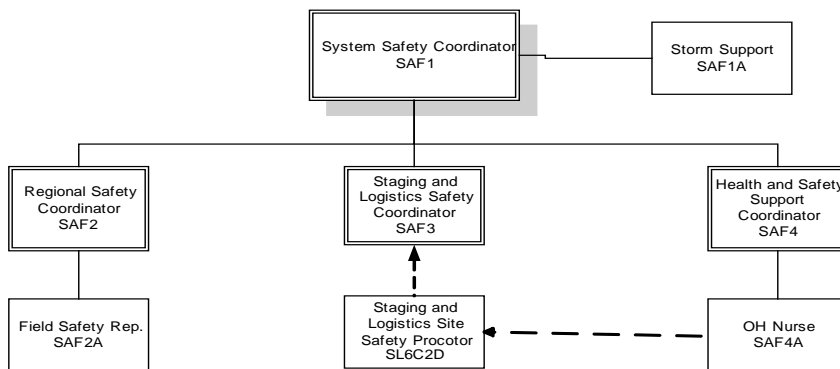 System Safety Coordinator
SAF1
Storm Support
SAF1A
Regional Safety
Coordinator
SAF2
Staging and
Logistics Safety
Coordinator
SAF3
Health and Safety
Support
Coordinator
SAF4
Field Safety Rep.
SAF2A
Staging and
Logistics Site
Safety Procotor
SL6C2D
OH Nurse
SAF4A